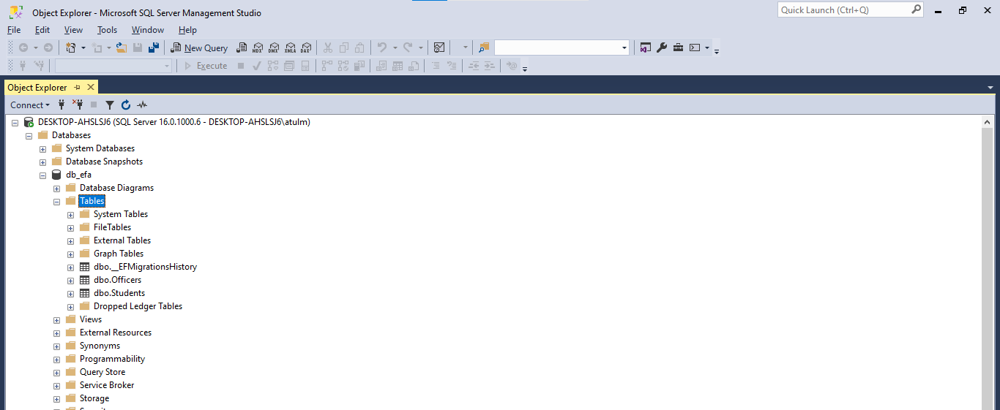 Object Explorer - Microsoft SQL Server Management Studio
Quick Launch (Ctrl+Q)
File Edit View Tools Window Help
New Query MDX DMX XMLA DAX
Execute
Object Explorer
Connect
DESKTOP-AHSLSJ6 (SQL Server 16.0.1000.6 - DESKTOP-AHSLSJ6\atulm)
Databases
System Databases
Database Snapshots
db_efa
Database Diagrams
Tables
System Tables
FileTables
External Tables
Graph Tables
dbo.__EFMigrationsHistory
dbo.Officers
dbo.Students
Dropped Ledger Tables
Views
External Resources
Synonyms
Programmability
Query Store
Service Broker
Storage